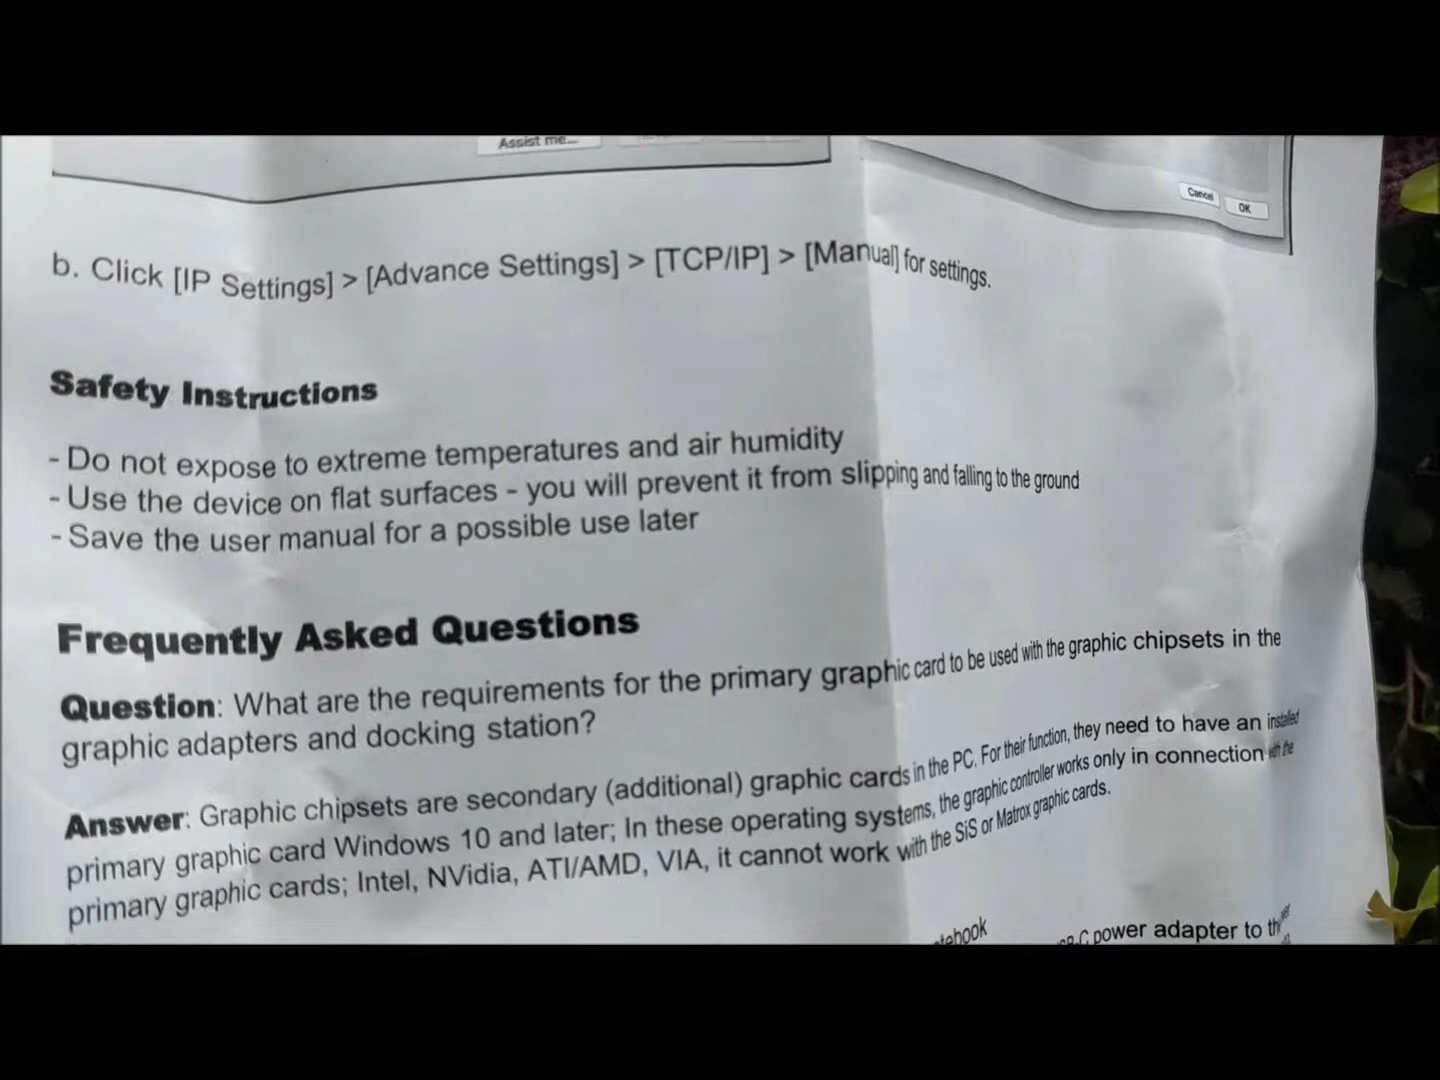 Assist me...
Cancel
OK
b. Click [IP Settings] > [Advance Settings] > [TCP/IP] > [Manual] for settings.
Safety Instructions
- Do not expose to extreme temperatures and air humidity
- Use the device on flat surfaces - you will prevent it from slipping and falling to the ground
- Save the user manual for a possible use later
Frequently Asked Questions
Question: What are the requirements for the primary graphic card to be used with the graphic chipsets in the
graphic adapters and docking station?
Answer: Graphic chipsets are secondary (additional) graphic cards in the PC. For their function, they need to have an installed
primary graphic card Windows 10 and later; In these operating systems, the graphic controller works only in connection with the
primary graphic cards; Intel, NVidia, ATI/AMD, VIA, it cannot work with the SiS or Matrox graphic cards.
power adapter to